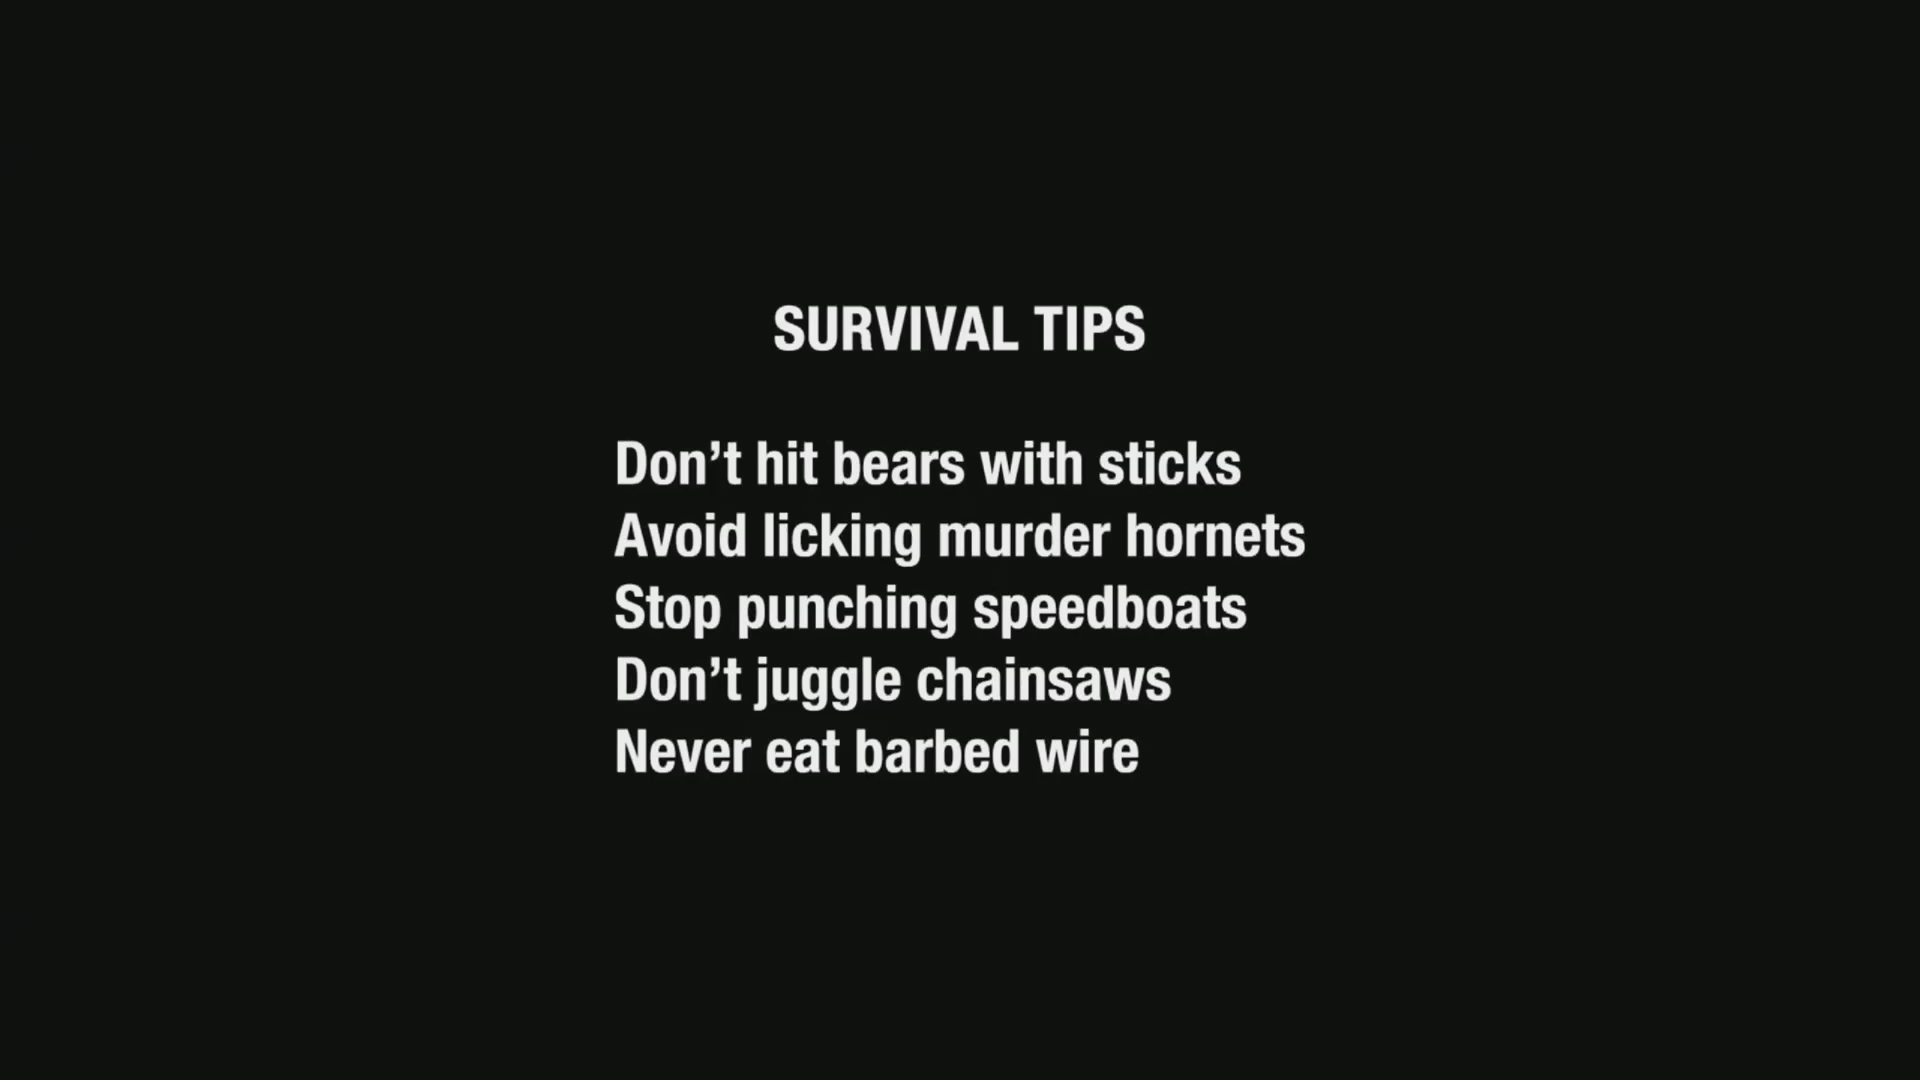 SURVIVAL TIPS
Don’t hit bears with sticks
Avoid licking murder hornets
Stop punching speedboats
Don’t juggle chainsaws
Never eat barbed wire